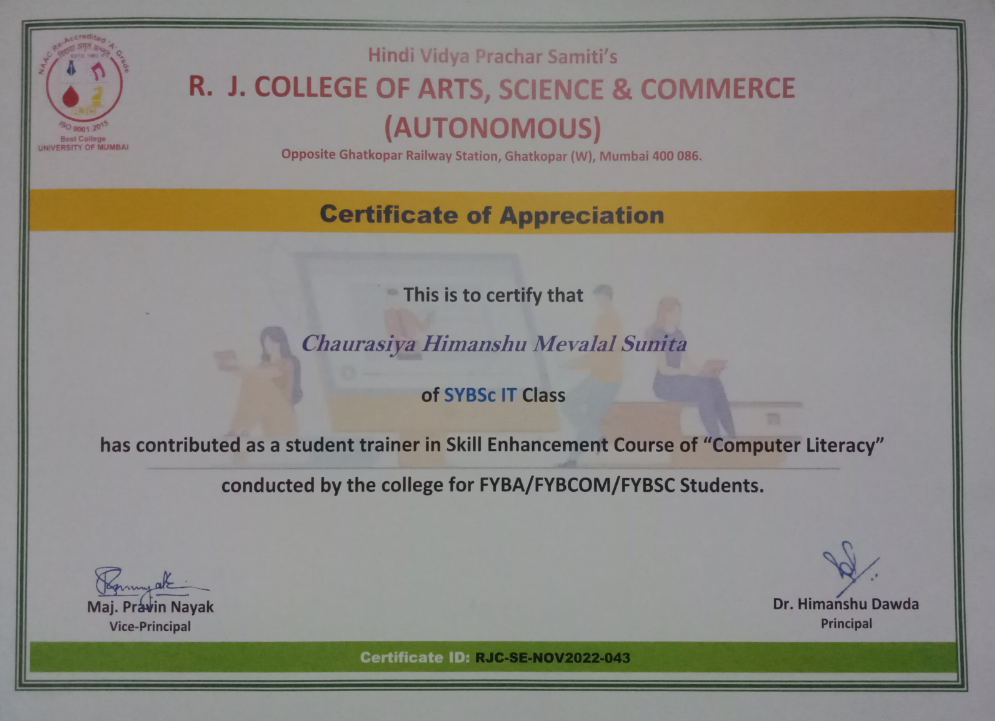 NAAC Re-Accredited 'A' Grade
ISO 9001:2015
Best College
UNIVERSITY OF MUMBAI
Hindi Vidya Prachar Samiti's
R. J. COLLEGE OF ARTS, SCIENCE & COMMERCE
(AUTONOMOUS)
Opposite Ghatkopar Railway Station, Ghatkopar (W), Mumbai 400 086.
Certificate of Appreciation
This is to certify that
Chaurasiya Himanshu Mevalal Sunita
of SYBSc IT Class
has contributed as a student trainer in Skill Enhancement Course of “Computer Literacy”
conducted by the college for FYBA/FYBCOM/FYBSC Students.
Maj. Pravin Nayak
Vice-Principal
Dr. Himanshu Dawda
Principal
Certificate ID: RJC-SE-NOV2022-043